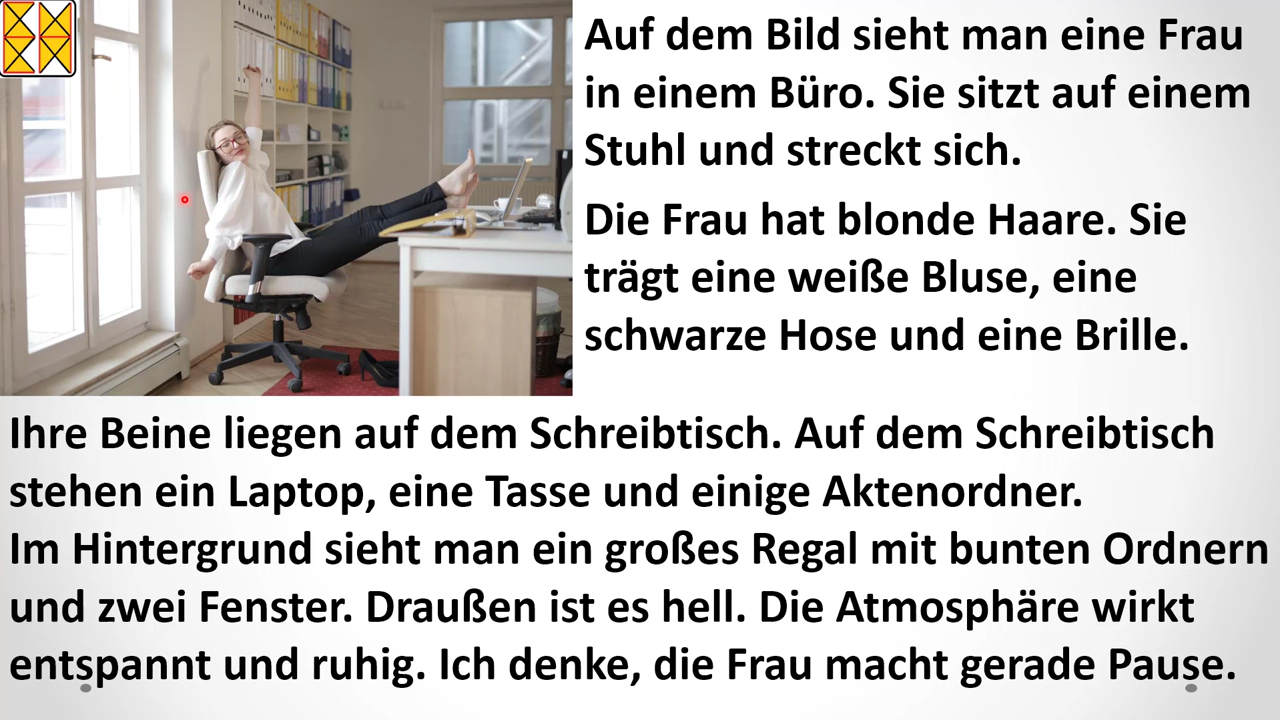 Auf dem Bild sieht man eine Frau
in einem Büro. Sie sitzt auf einem
Stuhl und streckt sich.
Die Frau hat blonde Haare. Sie
trägt eine weiße Bluse, eine
schwarze Hose und eine Brille.
Ihre Beine liegen auf dem Schreibtisch. Auf dem Schreibtisch
stehen ein Laptop, eine Tasse und einige Aktenordner.
Im Hintergrund sieht man ein großes Regal mit bunten Ordnern
und zwei Fenster. Draußen ist es hell. Die Atmosphäre wirkt
entspannt und ruhig. Ich denke, die Frau macht gerade Pause.